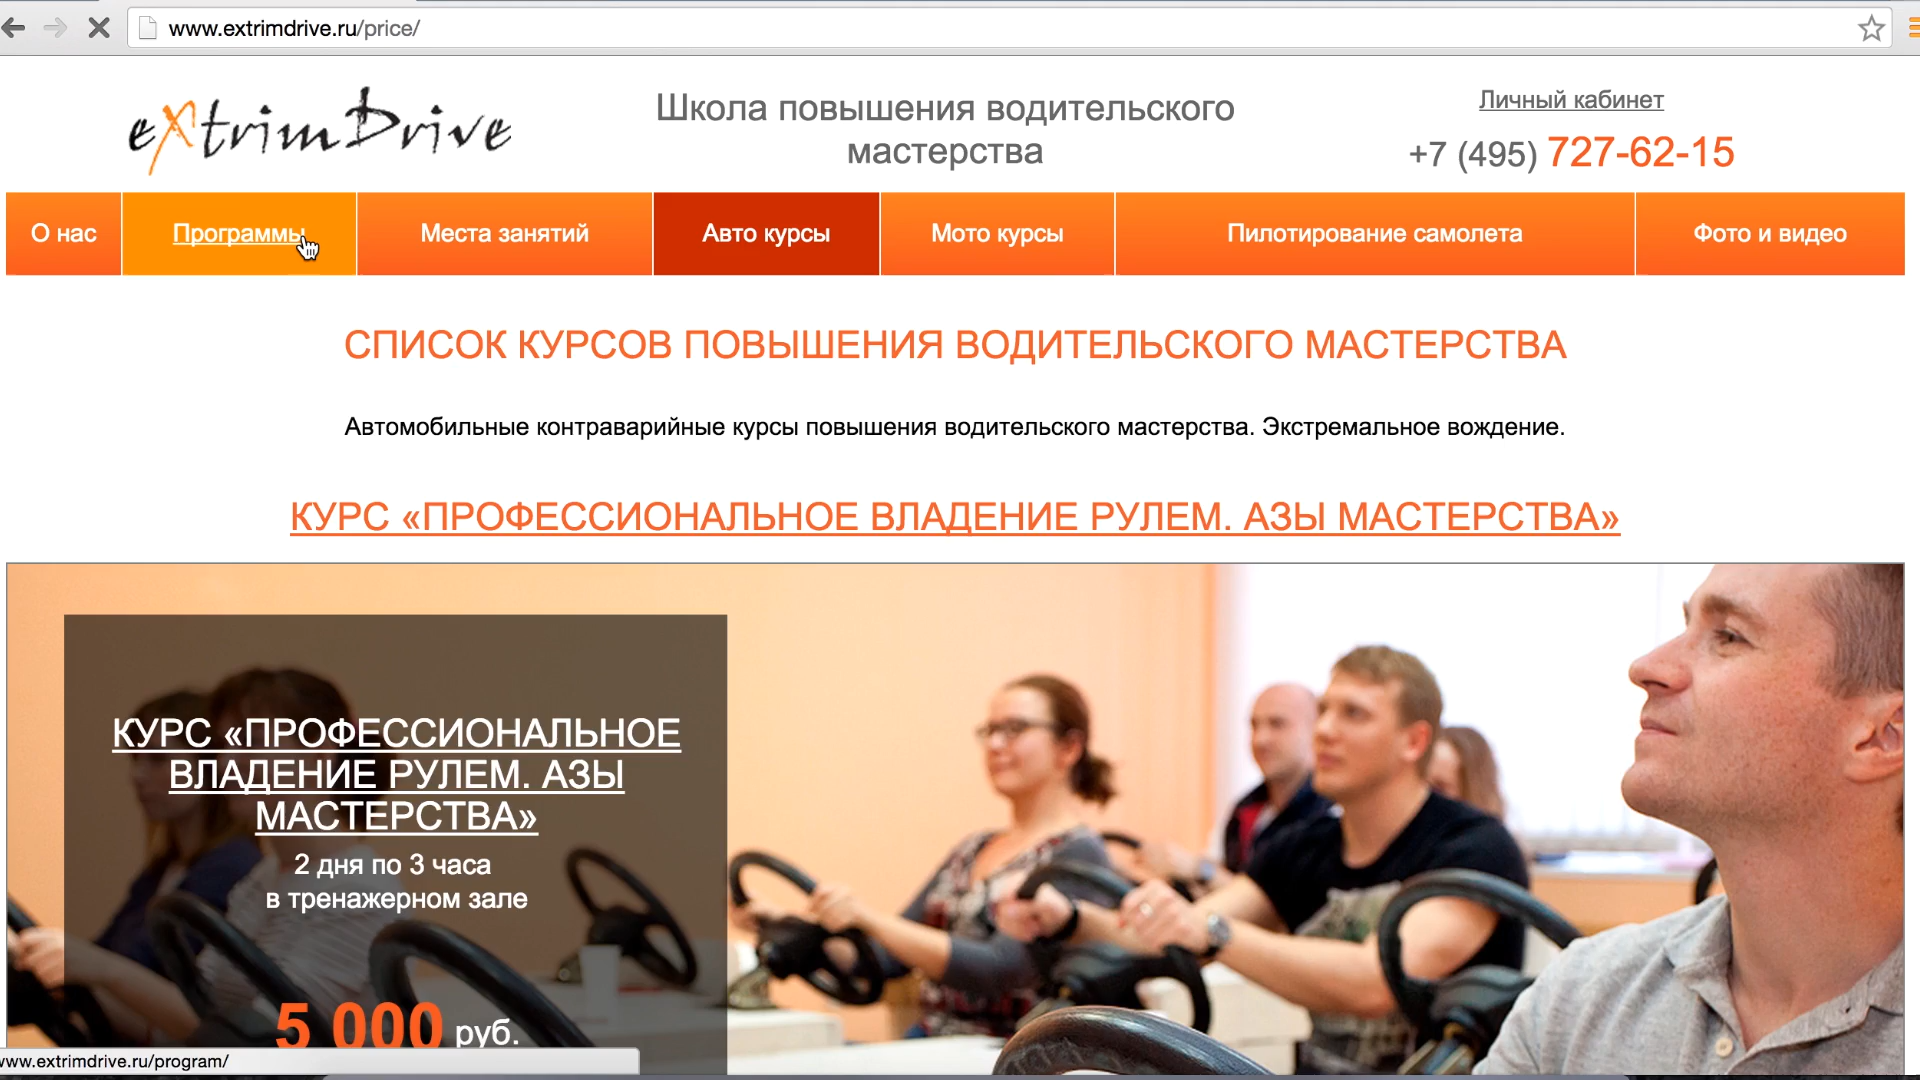 www.extrimdrive.ru/price/
eXtrimDrive
Школа повышения водительского
мастерства
Личный кабинет
+7 (495) 727-62-15
О нас
Программы
Места занятий
Авто курсы
Мото курсы
Пилотирование самолета
Фото и видео
СПИСОК КУРСОВ ПОВЫШЕНИЯ ВОДИТЕЛЬСКОГО МАСТЕРСТВА
Автомобильные контраварийные курсы повышения водительского мастерства. Экстремальное вождение.
КУРС «ПРОФЕССИОНАЛЬНОЕ ВЛАДЕНИЕ РУЛЕМ. АЗЫ МАСТЕРСТВА»
КУРС «ПРОФЕССИОНАЛЬНОЕ
ВЛАДЕНИЕ РУЛЕМ. АЗЫ
МАСТЕРСТВА»
2 дня по 3 часа
в тренажерном зале
5 000 руб.
www.extrimdrive.ru/program/